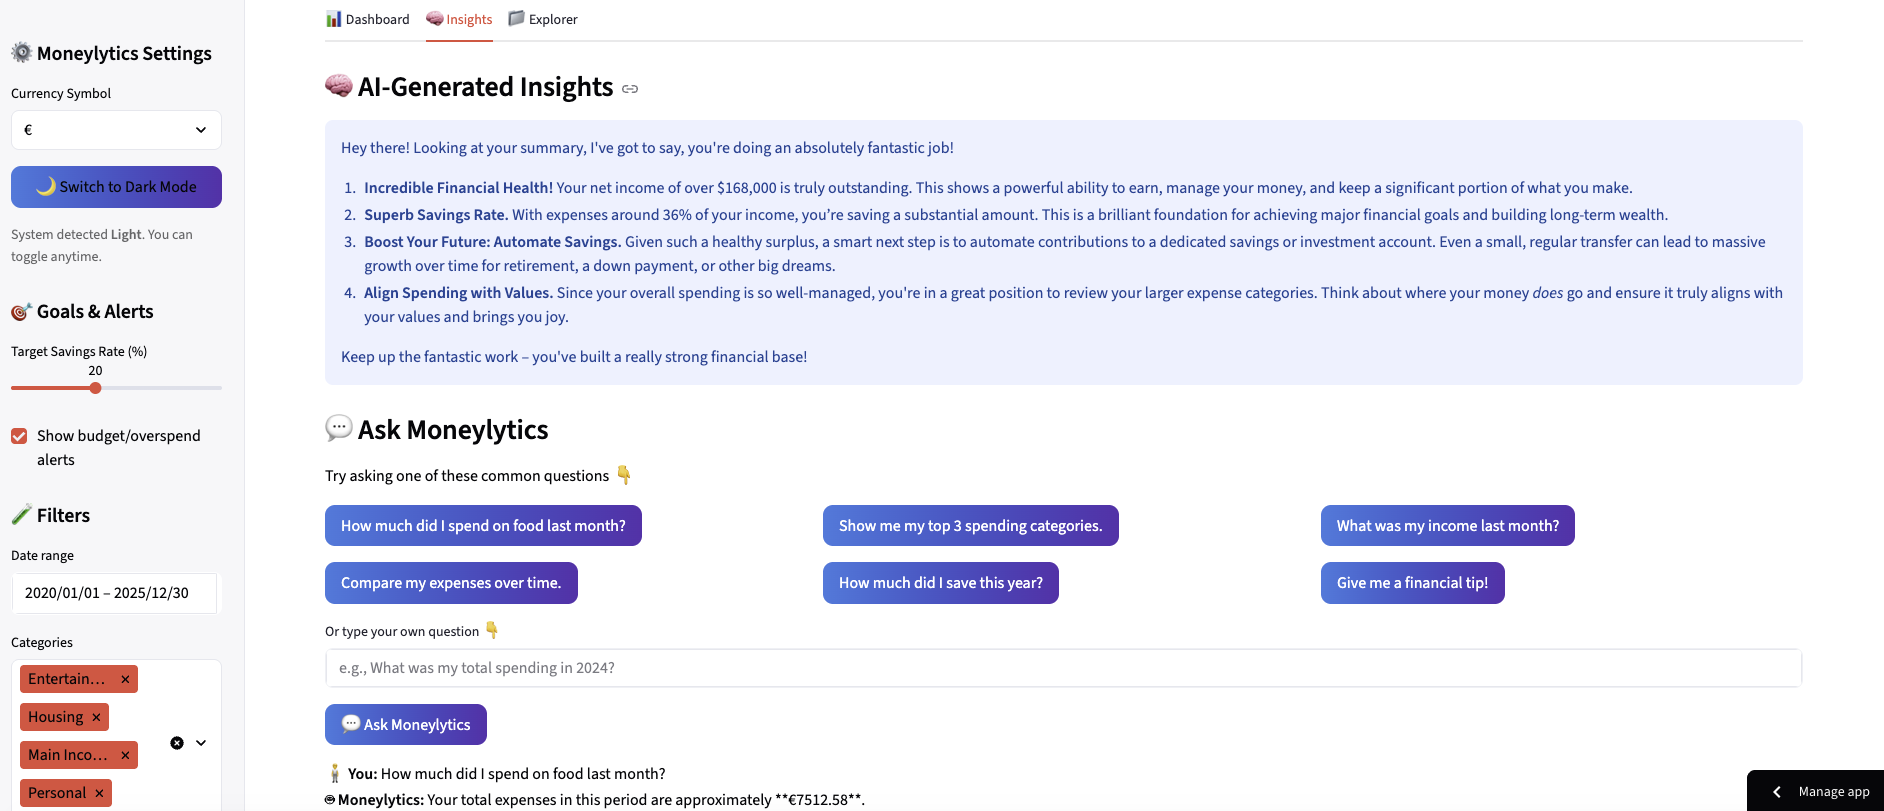 Moneylytics Settings
Currency Symbol
€
🌙 Switch to Dark Mode
System detected Light. You can
toggle anytime.
🎯 Goals & Alerts
Target Savings Rate (%)
20
Show budget/overspend
alerts
Filters
Date range
2020/01/01 – 2025/12/30
Categories
Entertain… ×
Housing ×
Main Inco… ×
Personal ×
📊 Dashboard
🧠 Insights
Explorer
🧠 AI-Generated Insights
Hey there! Looking at your summary, I've got to say, you're doing an absolutely fantastic job!
1. Incredible Financial Health! Your net income of over $168,000 is truly outstanding. This shows a powerful ability to earn, manage your money, and keep a significant portion of what you make.
2. Superb Savings Rate. With expenses around 36% of your income, you’re saving a substantial amount. This is a brilliant foundation for achieving major financial goals and building long-term wealth.
3. Boost Your Future: Automate Savings. Given such a healthy surplus, a smart next step is to automate contributions to a dedicated savings or investment account. Even a small, regular transfer can lead to massive
growth over time for retirement, a down payment, or other big dreams.
4. Align Spending with Values. Since your overall spending is so well-managed, you're in a great position to review your larger expense categories. Think about where your money does go and ensure it truly aligns with
your values and brings you joy.
Keep up the fantastic work – you've built a really strong financial base!
💬 Ask Moneylytics
Try asking one of these common questions 👇
How much did I spend on food last month?
Show me my top 3 spending categories.
What was my income last month?
Compare my expenses over time.
How much did I save this year?
Give me a financial tip!
Or type your own question 👇
e.g., What was my total spending in 2024?
💬 Ask Moneylytics
You: How much did I spend on food last month?
Moneylytics: Your total expenses in this period are approximately **€7512.58**.
Manage app